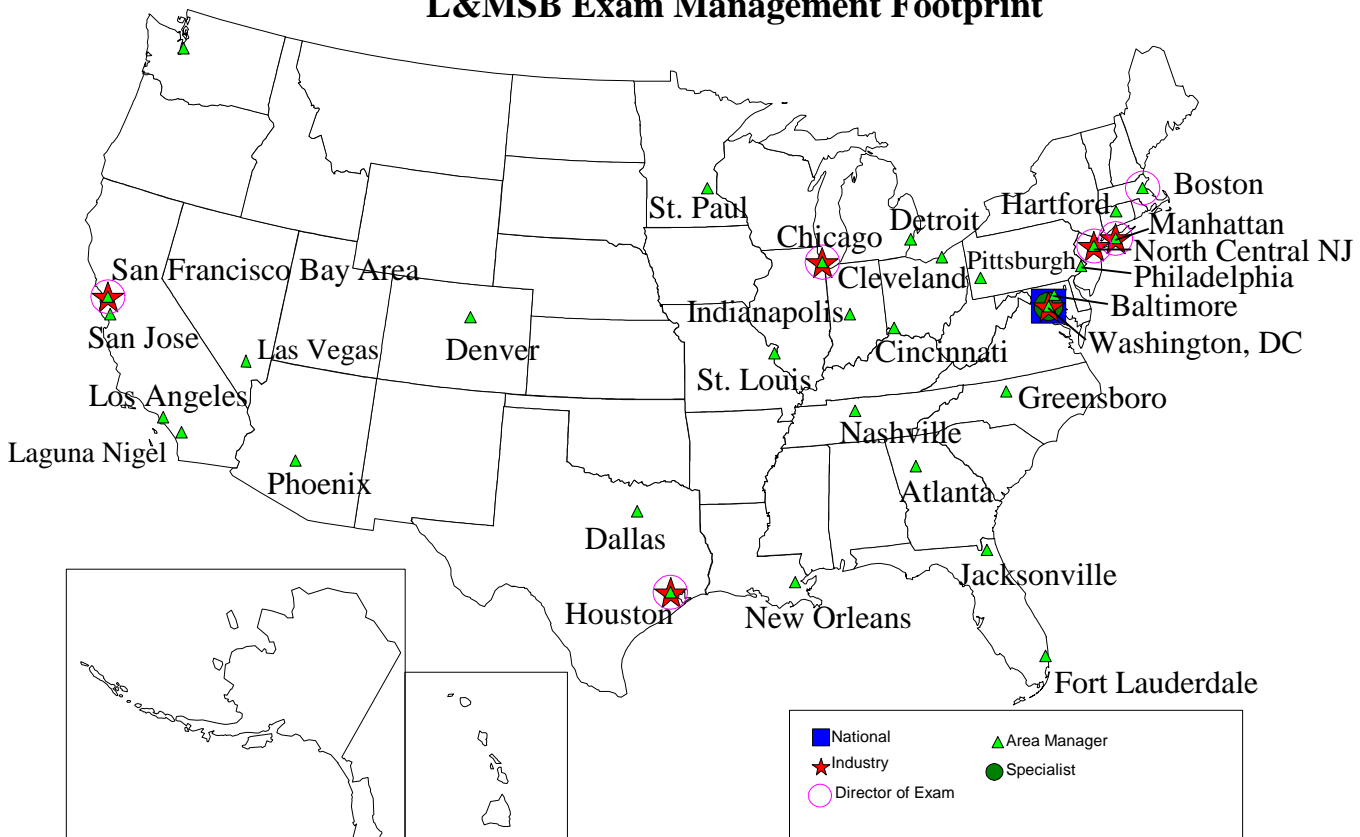 L&MSB Exam Management Footprint
St. Paul
Boston
Hartford
Detroit
Manhattan
Chicago
North Central NJ
San Francisco Bay Area
Pittsburgh
Cleveland
Philadelphia
Baltimore
Indianapolis
San Jose
Washington, DC
Las Vegas
Denver
Cincinnati
St. Louis
Los Angeles
Greensboro
Nashville
Laguna Nigel
Phoenix
Atlanta
Dallas
Jacksonville
Houston
New Orleans
Fort Lauderdale
National
Area Manager
Industry
Specialist
Director of Exam